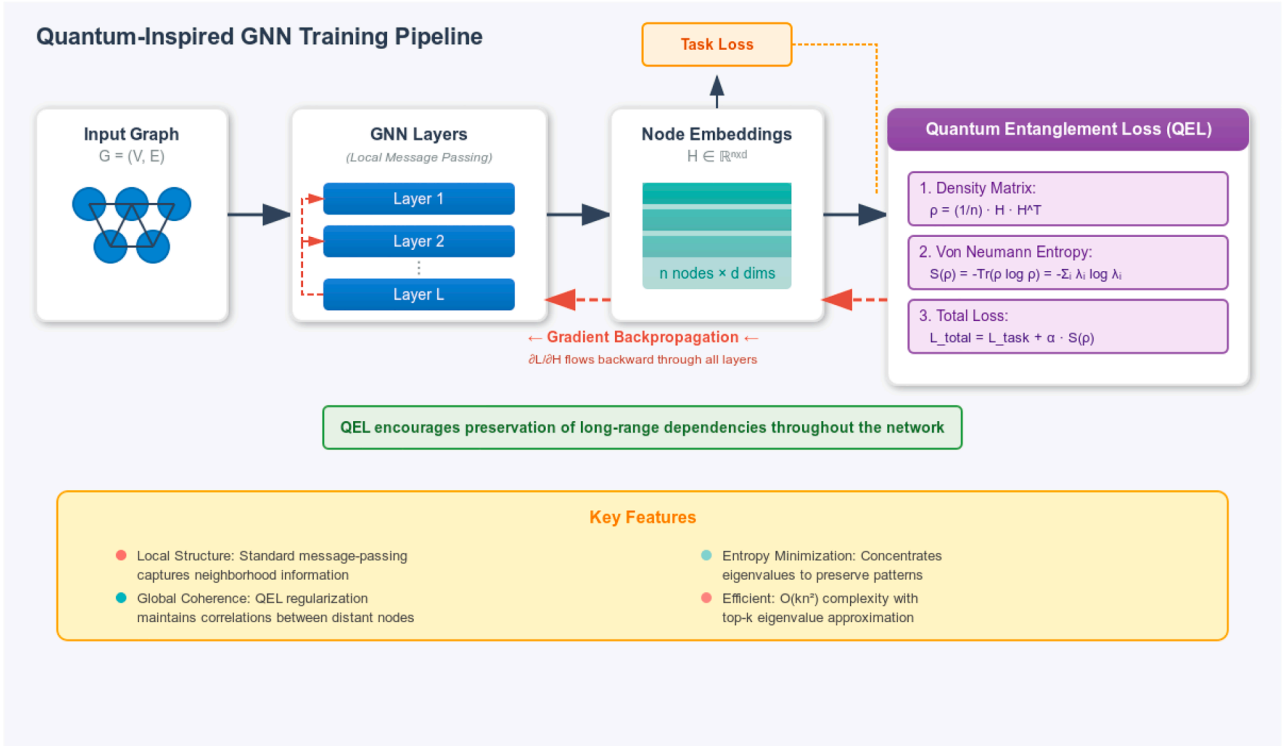 Quantum-Inspired GNN Training Pipeline
Task Loss
Input Graph
G = (V, E)
GNN Layers
(Local Message Passing)
Layer 1
Layer 2
⋮
Layer L
Node Embeddings
H ∈ ℝⁿˣᵈ
n nodes × d dims
Quantum Entanglement Loss (QEL)
1. Density Matrix:
ρ = (1/n) · H · H^T
2. Von Neumann Entropy:
S(ρ) = -Tr(ρ log ρ) = -Σᵢ λᵢ log λᵢ
3. Total Loss:
L_total = L_task + α · S(ρ)
← Gradient Backpropagation ←
∂L/∂H flows backward through all layers
QEL encourages preservation of long-range dependencies throughout the network
Key Features
Local Structure: Standard message-passing
captures neighborhood information
Global Coherence: QEL regularization
maintains correlations between distant nodes
Entropy Minimization: Concentrates
eigenvalues to preserve patterns
Efficient: O(kn²) complexity with
top-k eigenvalue approximation